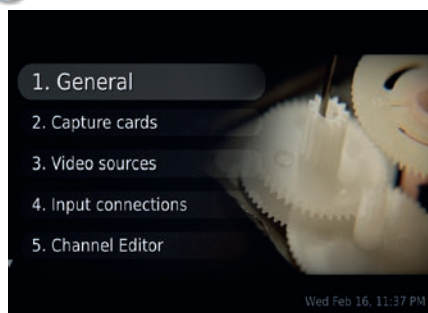 1. General
2. Capture cards
3. Video sources
4. Input connections
5. Channel Editor
Wed Feb 16, 11:37 PM